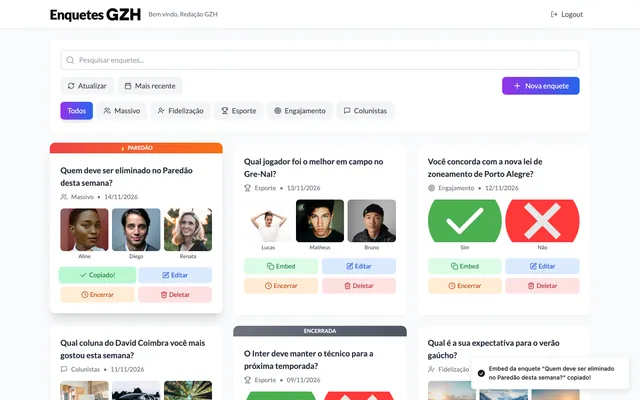 Enquetes GZH
Bem vindo, Redação GZH
Logout
Pesquisar enquetes...
Atualizar
Mais recente
Nova enquete
Todos
Massivo
Fidelização
Esporte
Engajamento
Colunistas
PAREDÃO
Quem deve ser eliminado no Paredão
desta semana?
Massivo • 14/11/2026
Aline
Diego
Renata
Copiado!
Editar
Encerrar
Deletar
Qual jogador foi o melhor em campo no
Gre-Nal?
Esporte • 13/11/2026
Lucas
Matheus
Bruno
Embed
Editar
Encerrar
Deletar
Você concorda com a nova lei de
zoneamento de Porto Alegre?
Engajamento • 12/11/2026
Sim
Não
Embed
Editar
Encerrar
Deletar
Qual coluna do David Coimbra você mais
gostou esta semana?
Colunistas • 11/11/2026
ENCERRADA
O Inter deve manter o técnico para a
próxima temporada?
Esporte • 09/11/2026
Qual é a sua expectativa para o verão
gaúcho?
Fidelização
Embed da enquete "Quem deve ser eliminado
no Paredão desta semana?" copiado!